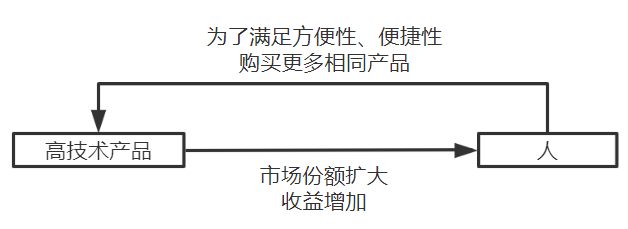 为了满足方便性、便捷性
购买更多相同产品
高技术产品
人
市场份额扩大
收益增加